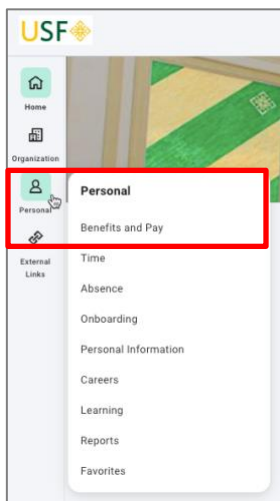 USF
Home
Organization
Personal
External
Links
Personal
Benefits and Pay
Time
Absence
Onboarding
Personal Information
Careers
Learning
Reports
Favorites